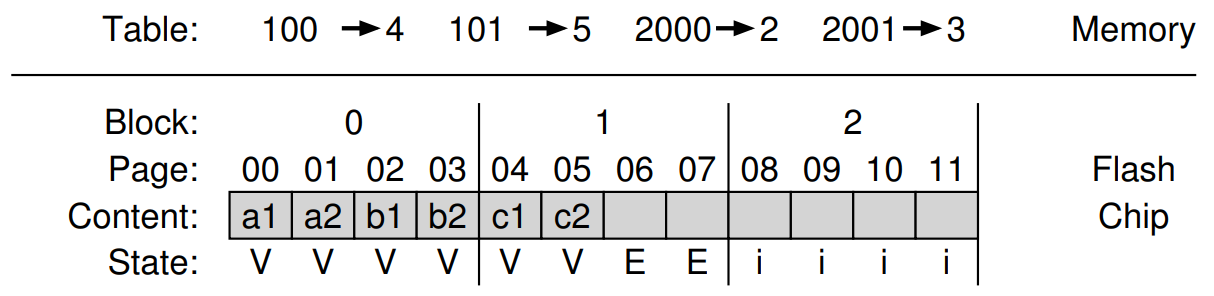 Table: 100 → 4 101 → 5 2000 → 2 2001 → 3 Memory
Block: 0 1 2
Page: 00 01 02 03 04 05 06 07 08 09 10 11 Flash
Content: a1 a2 b1 b2 c1 c2 Chip
State: V V V V V V E E i i i i